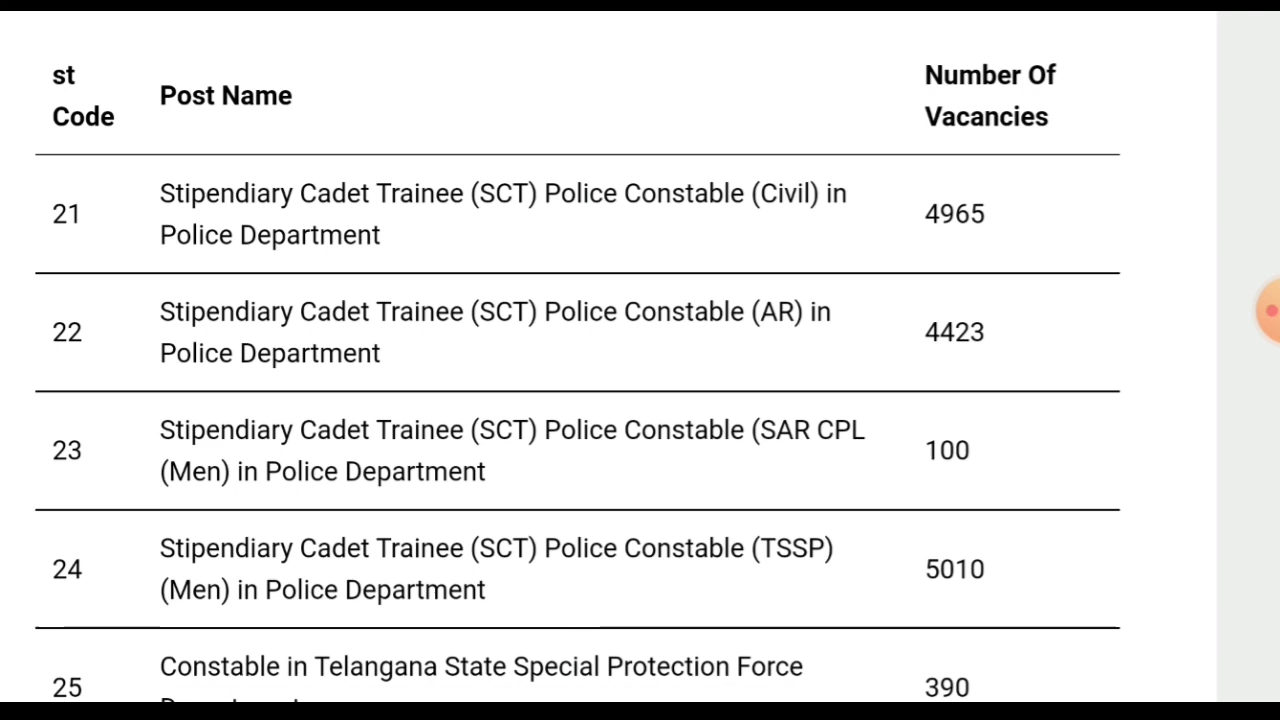 st
Code
Post Name
Number Of
Vacancies
21
Stipendiary Cadet Trainee (SCT) Police Constable (Civil) in
Police Department
4965
22
Stipendiary Cadet Trainee (SCT) Police Constable (AR) in
Police Department
4423
23
Stipendiary Cadet Trainee (SCT) Police Constable (SAR CPL
(Men) in Police Department
100
24
Stipendiary Cadet Trainee (SCT) Police Constable (TSSP)
(Men) in Police Department
5010
25
Constable in Telangana State Special Protection Force
390